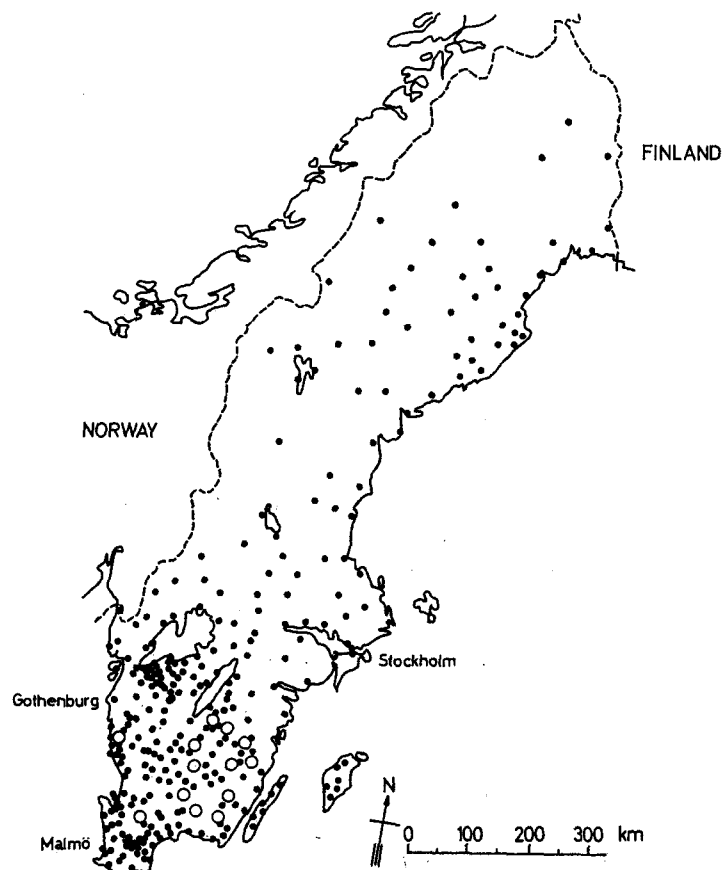 FINLAND
NORWAY
Stockholm
Gothenburg
N
0 100 200 300 km
Malmö